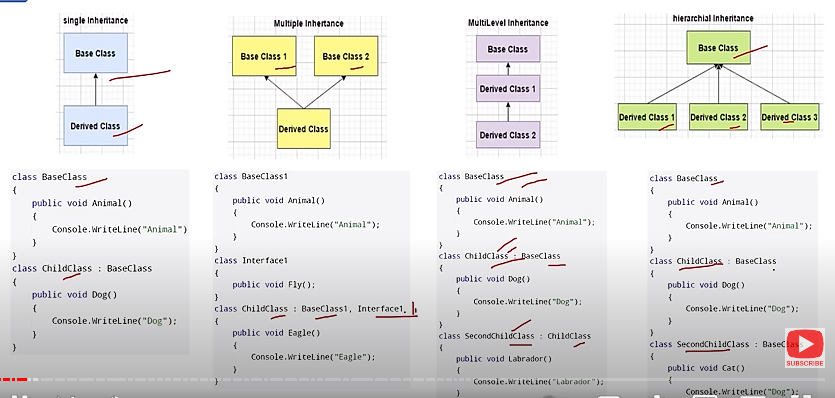 single Inheritance
Base Class
Derived Class
class BaseClass
{
public void Animal()
{
Console.WriteLine("Animal")
}
}
class ChildClass : BaseClass
{
public void Dog()
{
Console.WriteLine("Dog");
}
}
Multiple Inhertance
Base Class 1
Base Class 2
Derived Class
class BaseClass1
{
public void Animal()
{
Console.WriteLine("Animal");
}
}
class Interface1
{
public void Fly();
}
class ChildClass : BaseClass1, Interface1,
{
public void Eagle()
{
Console.WriteLine("Eagle");
}
}
MultiLevel Inheritance
Base Class
Derived Class 1
Derived Class 2
class BaseClass
{
public void Animal()
{
Console.WriteLine("Animal");
}
}
class ChildClass : BaseClass
{
public void Dog()
{
Console.WriteLine("Dog");
}
}
class SecondChildClass : ChildClass
{
public void Labrador()
{
Console.WriteLine("Labrador");
}
hierarchial Inheritance
Base Class
Derived Class 1
Derived Class 2
Derived Class 3
class BaseClass
{
public void Animal()
{
Console.WriteLine("Animal");
}
}
class ChildClass : BaseClass
{
public void Dog()
{
Console.WriteLine("Dog");
}
}
class SecondChildClass : BaseClass
{
public void Cat()
{
Console.WriteLine("Dog");
SUBSCRIBE